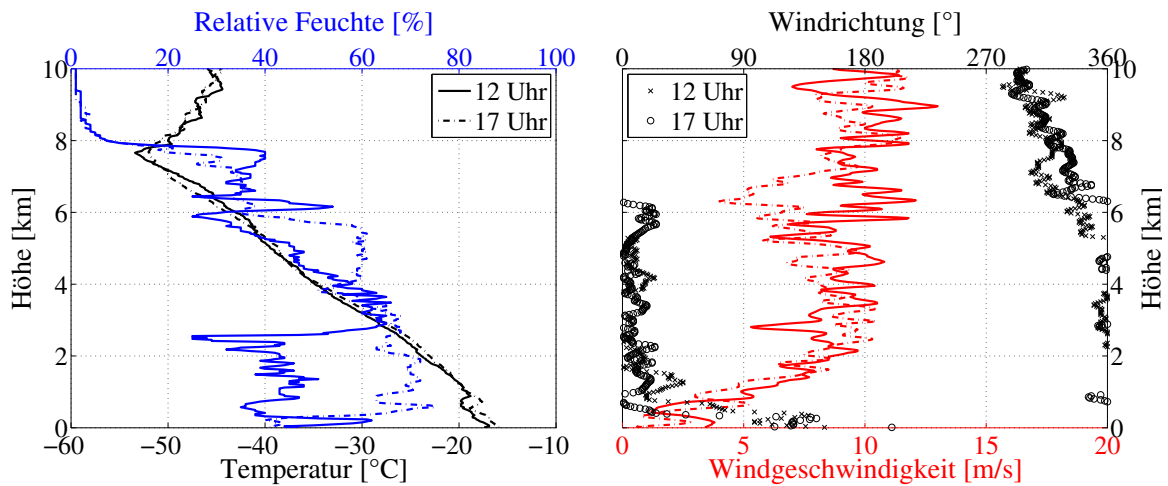 Relative Feuchte [%]
0 20 40 60 80 100
10
8
6
4
2
0
Höhe [km]
12 Uhr
17 Uhr
−60 −50 −40 −30 −20 −10
Temperatur [°C]
Windrichtung [°]
0 90 180 270 360
10
8
6
4
2
0
Höhe [km]
12 Uhr
17 Uhr
0 5 10 15 20
Windgeschwindigkeit [m/s]